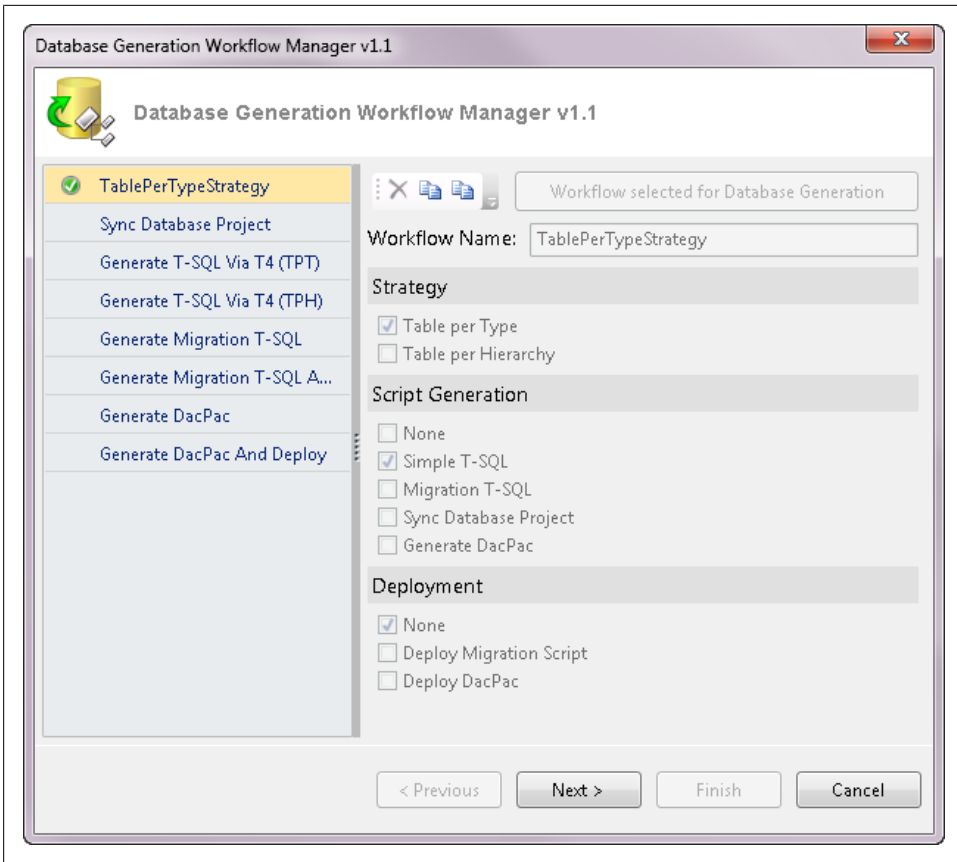 Database Generation Workflow Manager v1.1
Database Generation Workflow Manager v1.1
TablePerTypeStrategy
Sync Database Project
Generate T-SQL Via T4 (TPT)
Generate T-SQL Via T4 (TPH)
Generate Migration T-SQL
Generate Migration T-SQL A...
Generate DacPac
Generate DacPac And Deploy
Workflow selected for Database Generation
Workflow Name: TablePerTypeStrategy
Strategy
Table per Type
Table per Hierarchy
Script Generation
None
Simple T-SQL
Migration T-SQL
Sync Database Project
Generate DacPac
Deployment
None
Deploy Migration Script
Deploy DacPac
< Previous Next > Finish Cancel